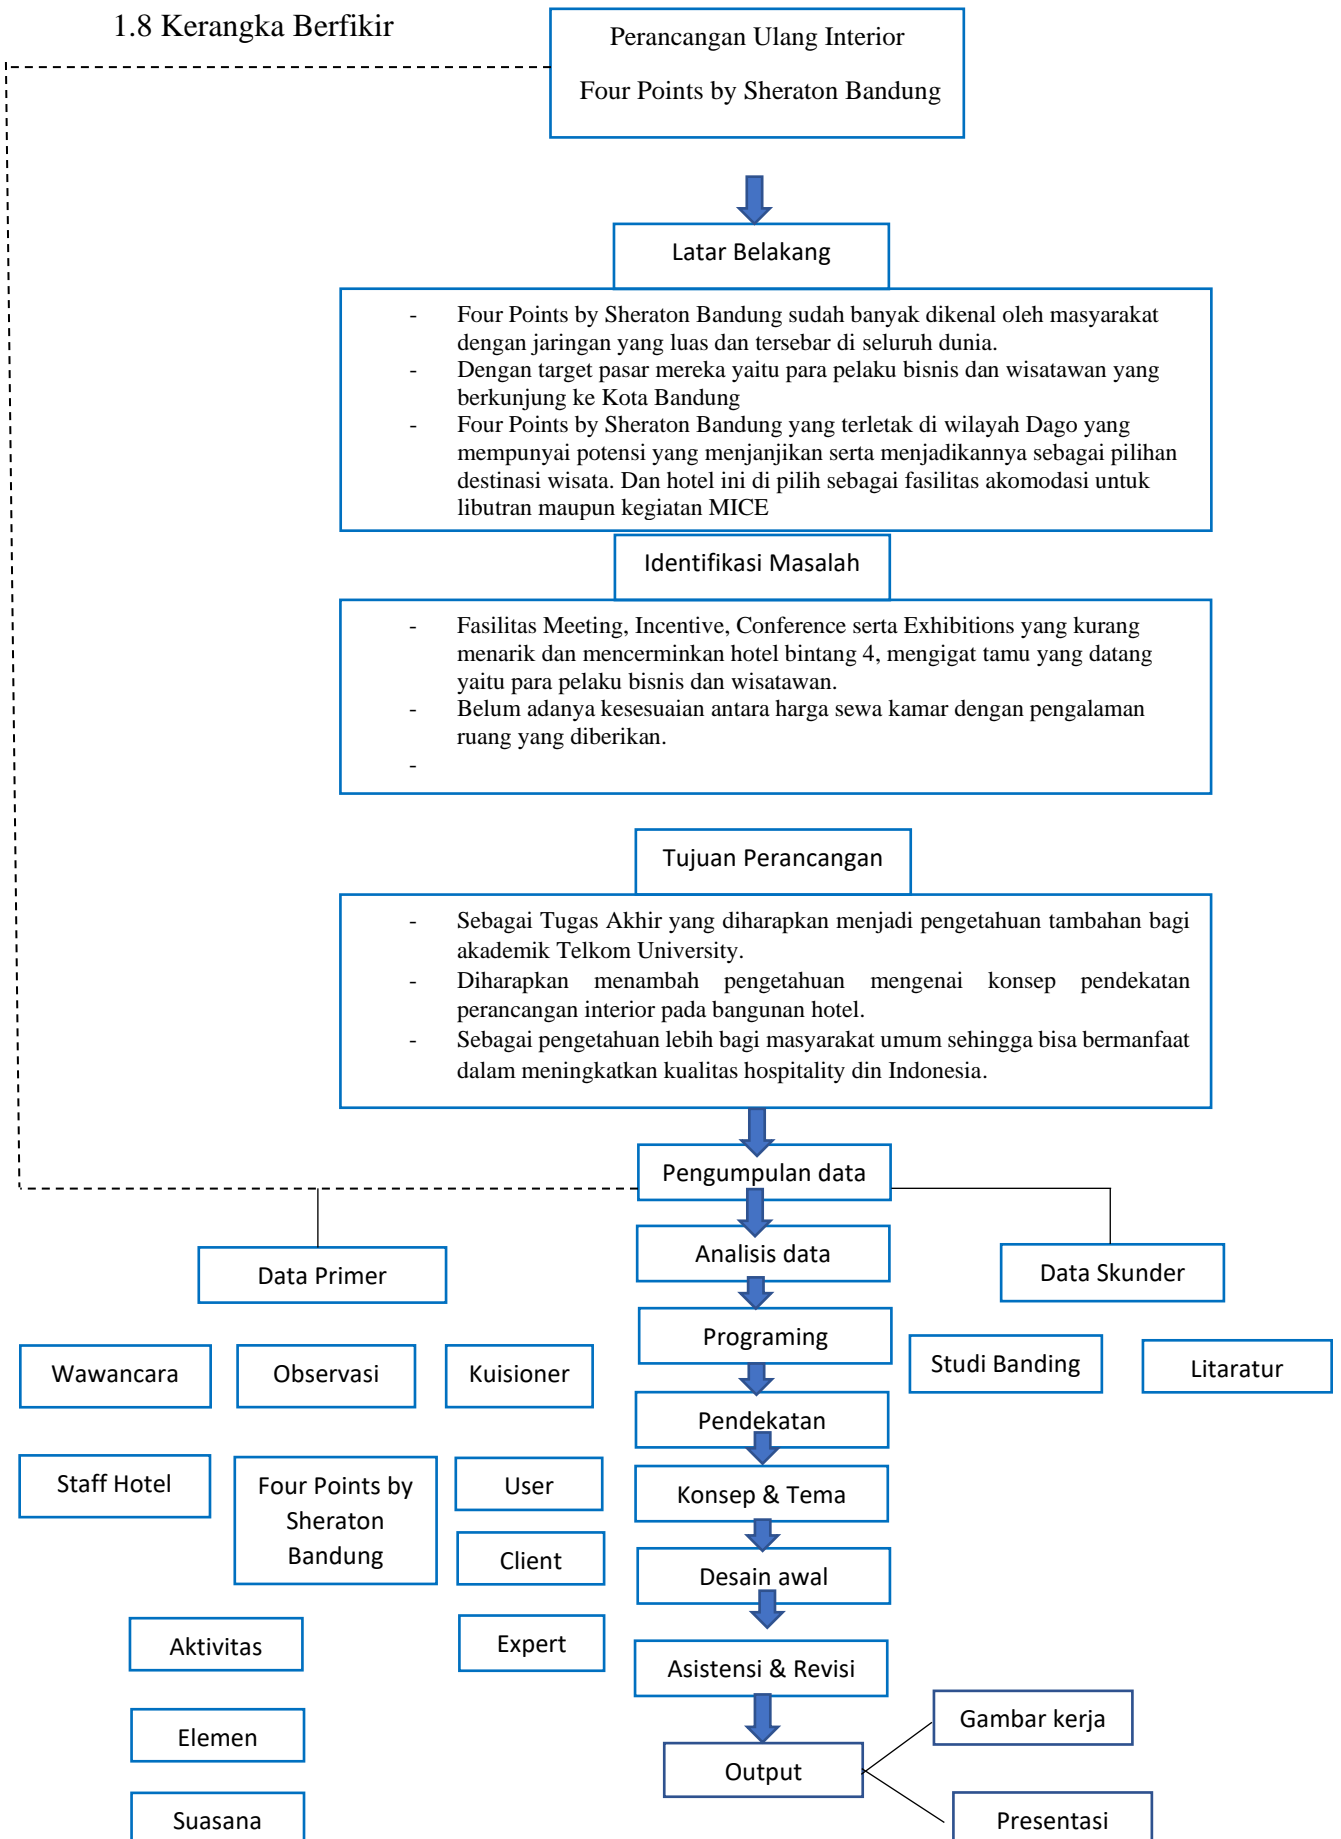 1.8 Kerangka Berfikir
Perancangan Ulang Interior
Four Points by Sheraton Bandung
Latar Belakang
- Four Points by Sheraton Bandung sudah banyak dikenal oleh masyarakat
dengan jaringan yang luas dan tersebar di seluruh dunia.
- Dengan target pasar mereka yaitu para pelaku bisnis dan wisatawan yang
berkunjung ke Kota Bandung
- Four Points by Sheraton Bandung yang terletak di wilayah Dago yang
mempunyai potensi yang menjanjikan serta menjadikannya sebagai pilihan
destinasi wisata. Dan hotel ini di pilih sebagai fasilitas akomodasi untuk
libutran maupun kegiatan MICE
Identifikasi Masalah
- Fasilitas Meeting, Incentive, Conference serta Exhibitions yang kurang
menarik dan mencerminkan hotel bintang 4, mengigat tamu yang datang
yaitu para pelaku bisnis dan wisatawan.
- Belum adanya kesesuaian antara harga sewa kamar dengan pengalaman
ruang yang diberikan.
-
Tujuan Perancangan
- Sebagai Tugas Akhir yang diharapkan menjadi pengetahuan tambahan bagi
akademik Telkom University.
- Diharapkan menambah pengetahuan mengenai konsep pendekatan
perancangan interior pada bangunan hotel.
- Sebagai pengetahuan lebih bagi masyarakat umum sehingga bisa bermanfaat
dalam meningkatkan kualitas hospitality din Indonesia.
Pengumpulan data
Analisis data
Data Primer
Data Skunder
Programing
Wawancara
Observasi
Kuisioner
Studi Banding
Litaratur
Pendekatan
Staff Hotel
Four Points by
Sheraton
Bandung
User
Konsep & Tema
Client
Desain awal
Aktivitas
Expert
Asistensi & Revisi
Elemen
Gambar kerja
Output
Suasana
Presentasi